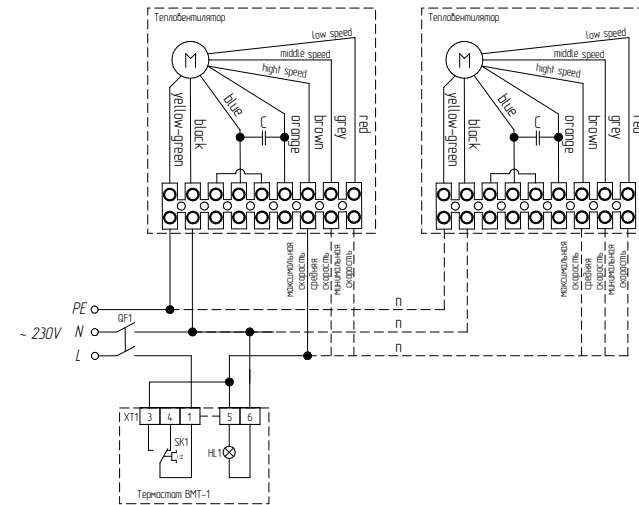 Тепловентилятор
M
low speed
middle speed
hight speed
yellow-green
black
blue
C
orange
brown
grey
red
максимальная
скорость
средняя
скорость
минимальная
скорость
Тепловентилятор
M
low speed
middle speed
hight speed
yellow-green
black
blue
C
orange
brown
grey
red
максимальная
скорость
средняя
скорость
минимальная
скорость
PE
n
~ 230V N QF1
n
L
n
XT1 3 4 1 5 6
SK1
HL1
Термостат BMT-1